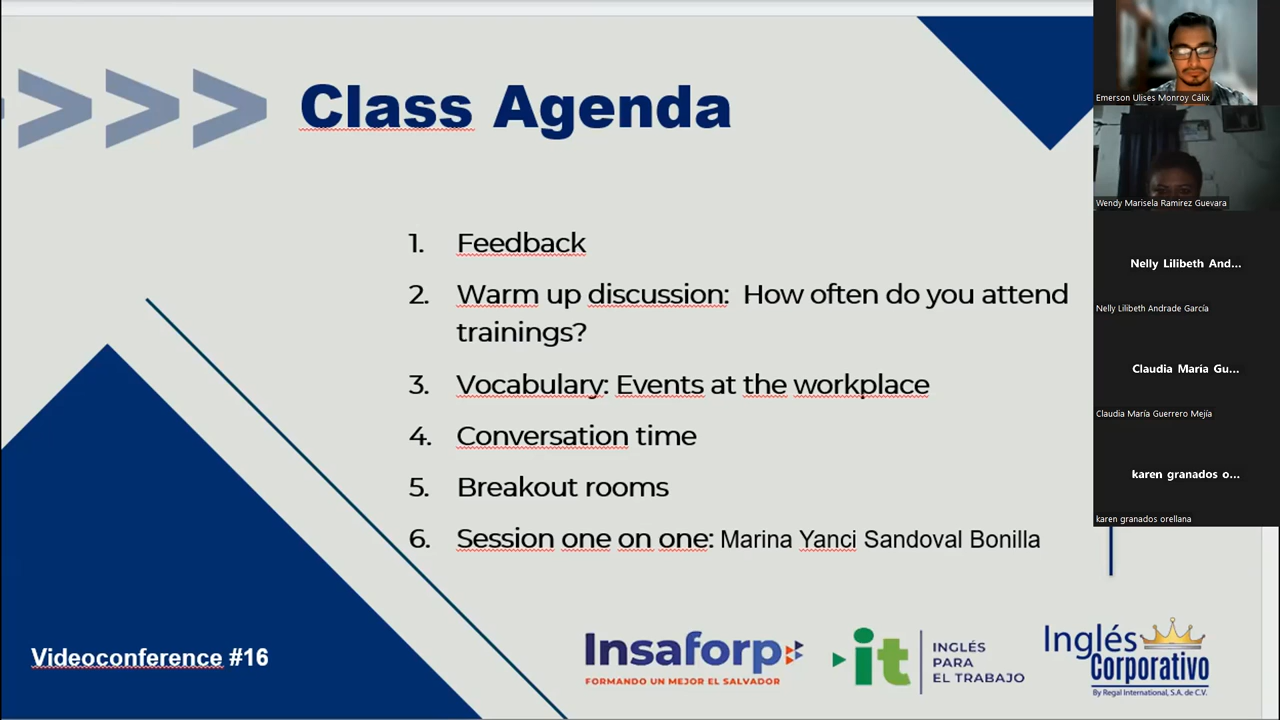 Class Agenda
1. Feedback
2. Warm up discussion: How often do you attend
trainings?
3. Vocabulary: Events at the workplace
4. Conversation time
5. Breakout rooms
6. Session one on one: Marina Yanci Sandoval Bonilla
Videoconference #16
Insaforp
FORMANDO UN MEJOR EL SALVADOR
it
INGLÉS
PARA
EL TRABAJO
Inglés
Corporativo
By Regal International, S.A. de C.V.
Emerson Ulises Monroy Cálix
Wendy Marisela Ramirez Guevara
Nelly Lilibeth And...
Nelly Lilibeth Andrade García
Claudia María Gu...
Claudia María Guerrero Mejía
karen granados o...
karen granados orellana